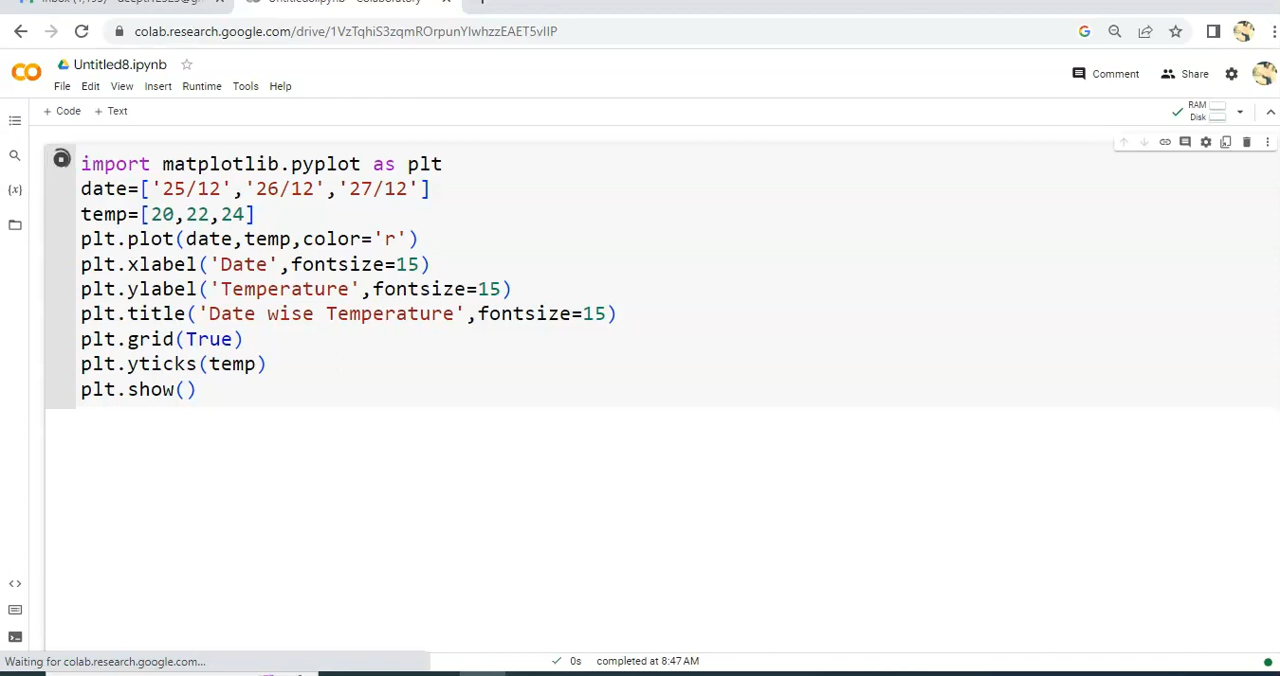 colab.research.google.com/drive/1VzTqhiS3zqmROrpunYlwhzzEAET5vIIP
CO Untitled8.ipynb
File Edit View Insert Runtime Tools Help
Comment Share
+ Code + Text
RAM
Disk
{x}
import matplotlib.pyplot as plt
date=['25/12','26/12','27/12']
temp=[20,22,24]
plt.plot(date,temp,color='r')
plt.xlabel('Date',fontsize=15)
plt.ylabel('Temperature',fontsize=15)
plt.title('Date wise Temperature',fontsize=15)
plt.grid(True)
plt.yticks(temp)
plt.show()
<>
Waiting for colab.research.google.com...
0s completed at 8:47 AM